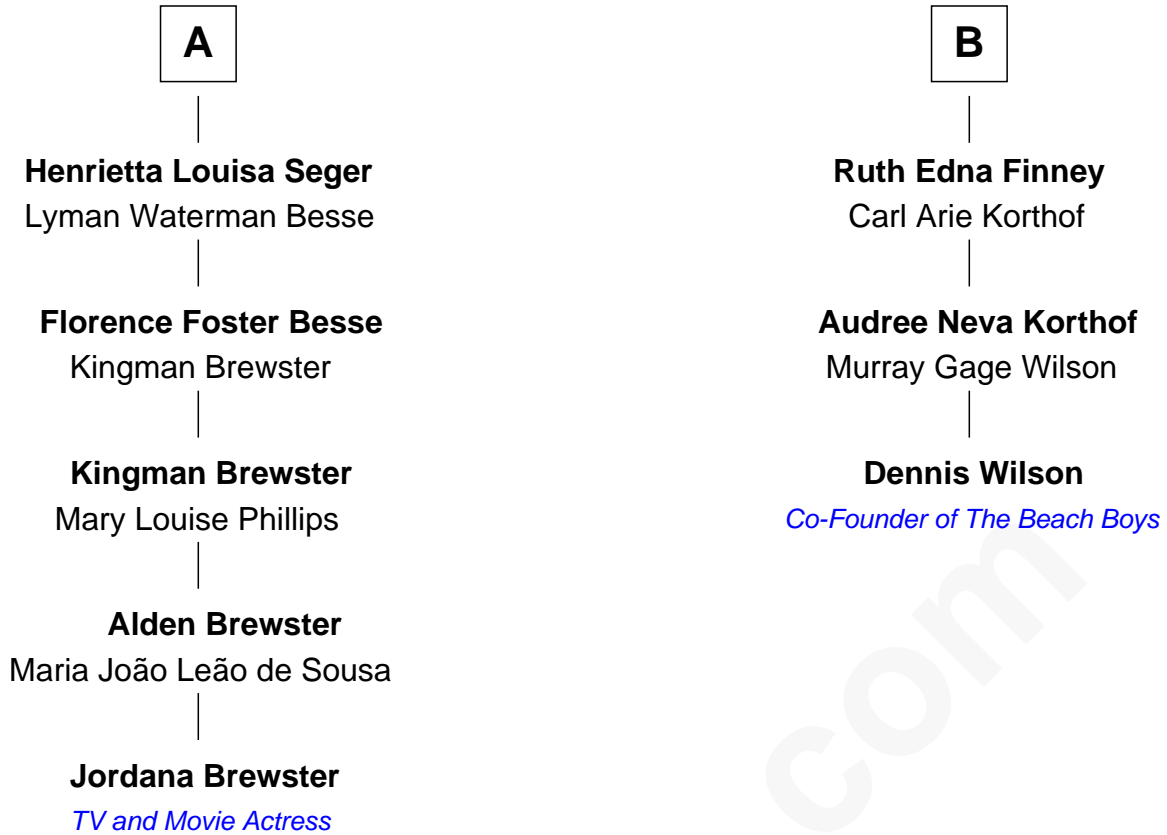 A
Henrietta Louisa Seger
Lyman Waterman Besse
Florence Foster Besse
Kingman Brewster
Kingman Brewster
Mary Louise Phillips
Alden Brewster
Maria João Leão de Sousa
Jordana Brewster
TV and Movie Actress
B
Ruth Edna Finney
Carl Arie Korthof
Audree Neva Korthof
Murray Gage Wilson
Dennis Wilson
Co-Founder of The Beach Boys
com